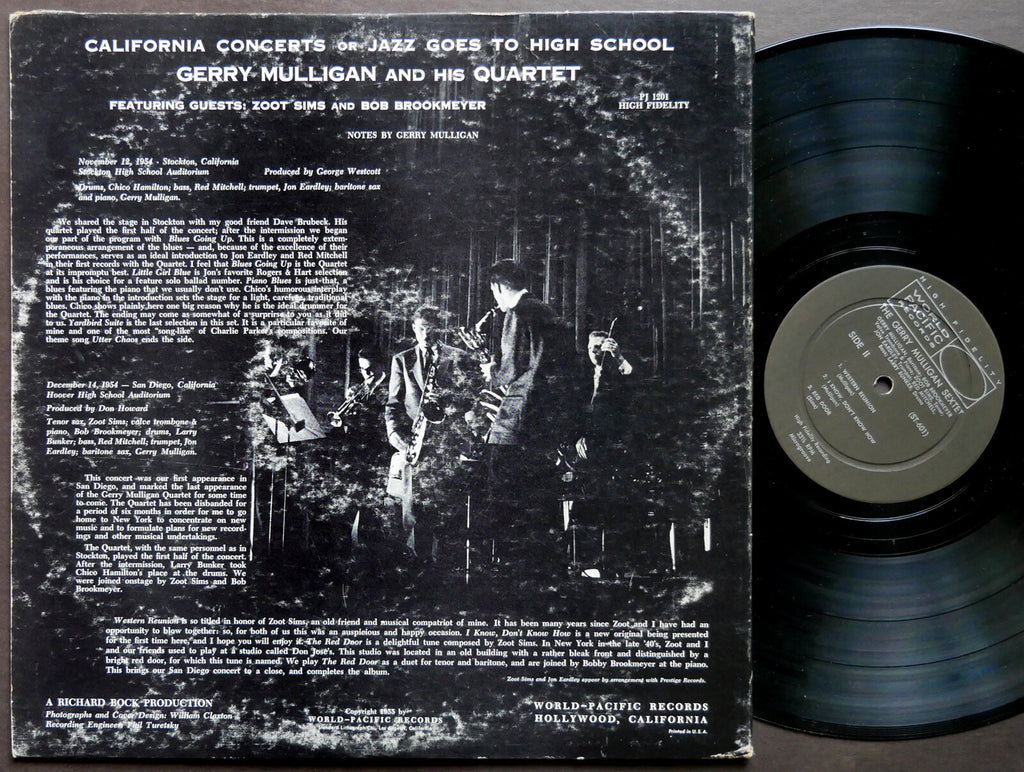 CALIFORNIA CONCERTS OR JAZZ GOES TO HIGH SCHOOL
GERRY MULLIGAN AND HIS QUARTET
FEATURING GUESTS: ZOOT SIMS AND BOB BROOKMEYER
PJ 1201
HIGH FIDELITY
NOTES BY GERRY MULLIGAN
November 12, 1954 - Stockton, California
Stockton High School Auditorium
Produced by George Westcott
Drums, Chico Hamilton; bass, Red Mitchell; trumpet, Jon Eardley; baritone sax
and piano, Gerry Mulligan.
We shared the stage in Stockton with my good friend Dave Brubeck. His
quartet played the first half of the concert; after the intermission we began
our part of the program with Blues Going Up. This is a completely extem-
poraneous arrangement of the blues — and, because of the excellence of their
performances, serves as an ideal introduction to Jon Eardley and Red Mitchell
in their first records with the Quartet. I feel that Blues Going Up is the Quartet
at its impromptu best. Little Girl Blue is Jon's favorite Rogers & Hart selection
and is his choice for a feature solo ballad number. Piano Blues is just that, a
blues featuring the piano that we usually don't use. Chico's humorous interplay
with the piano in the introduction sets the stage for a light, carefree, traditional
blues. Chico shows plainly here one big reason why he is the ideal drummer for
the Quartet. The ending may come as somewhat of a surprise to you as it did
to us. Yardbird Suite is the last selection in this set. It is a particular favorite of
mine and one of the most "song-like" of Charlie Parker's compositions. Our
theme song Utter Chaos ends the side.
December 14, 1954 — San Diego, California
Hoover High School Auditorium
Produced by Don Howard
Tenor sax, Zoot Sims; valve trombone &
piano, Bob Brookmeyer; drums, Larry
Bunker; bass, Red Mitchell; trumpet, Jon
Eardley; baritone sax, Gerry Mulligan.
This concert was our first appearance in
San Diego, and marked the last appearance
of the Gerry Mulligan Quartet for some time
to come. The Quartet has been disbanded for
a period of six months in order for me to go
home to New York to concentrate on new
music and to formulate plans for new record-
ings and other musical undertakings.
The Quartet, with the same personnel as in
Stockton, played the first half of the concert.
After the intermission, Larry Bunker took
Chico Hamilton's place at the drums. We
were joined onstage by Zoot Sims and Bob
Brookmeyer.
Western Reunion is so titled in honor of Zoot Sims, an old friend and musical compatriot of mine. It has been many years since Zoot and I have had an
opportunity to blow together: so, for both of us this was an auspicious and happy occasion. I Know, Don't Know How is a new original being presented
for the first time here, and I hope you will enjoy it. The Red Door is a delightful tune composed by Zoot Sims. In New York in the late '40's, Zoot and I
and our friends used to play at a studio called Don Jose's. This studio was located in an old building with a rather bleak front and distinguished by a
bright red door, for which this tune is named. We play The Red Door as a duet for tenor and baritone, and are joined by Bobby Brookmeyer at the piano.
This brings our San Diego concert to a close, and completes the album.
Zoot Sims and Jon Eardley appear by arrangement with Prestige Records.
A RICHARD BOCK PRODUCTION
Photographs and Cover Design: William Claxton
Recording Engineer: Phil Turetsky
Copyright 1955 by
WORLD-PACIFIC RECORDS
WORLD-PACIFIC RECORDS
HOLLYWOOD, CALIFORNIA
Printed in U.S.A.
HIGH FIDELITY
WORLD
PACIFIC
RECORDS
THE GERRY MULLIGAN SEXTET
SIDE II
1. WESTERN REUNION
2. I KNOW, DON'T KNOW HOW
3. RED DOOR